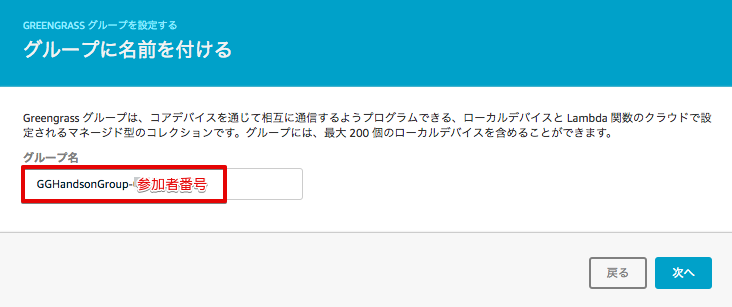 GREENGRASS グループを設定する
グループに名前を付ける
Greengrass グループは、コアデバイスを通じて相互に通信するようプログラムできる、ローカルデバイスと Lambda 関数のクラウドで設
定されるマネージド型のコレクションです。グループには、最大 200 個のローカルデバイスを含めることができます。
グループ名
GGHandsonGroup-参加者番号
戻る 次へ